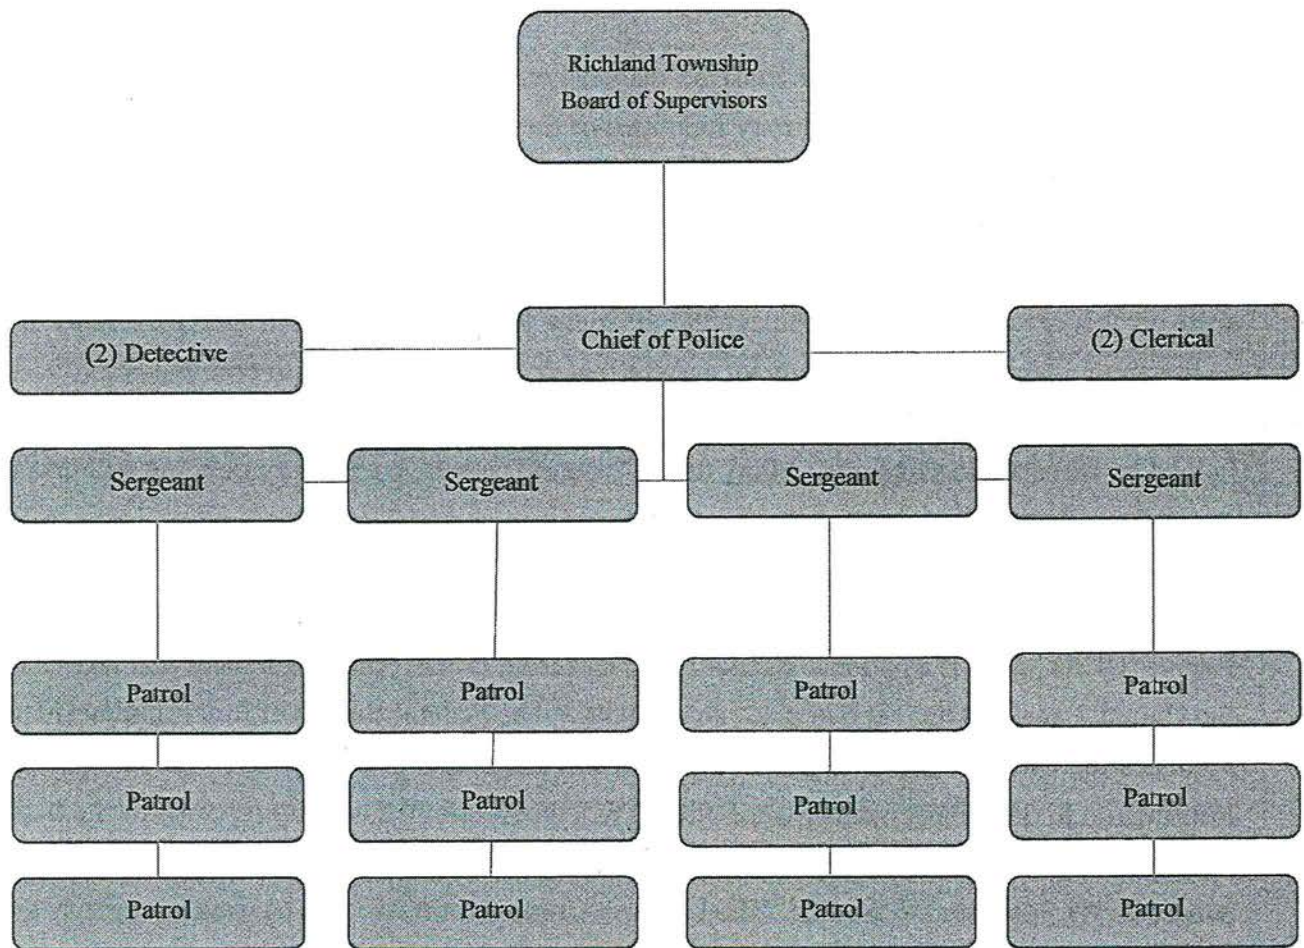 Richland Township
Board of Supervisors
(2) Detective
Chief of Police
(2) Clerical
Sergeant
Sergeant
Sergeant
Sergeant
Patrol
Patrol
Patrol
Patrol
Patrol
Patrol
Patrol
Patrol
Patrol
Patrol
Patrol
Patrol